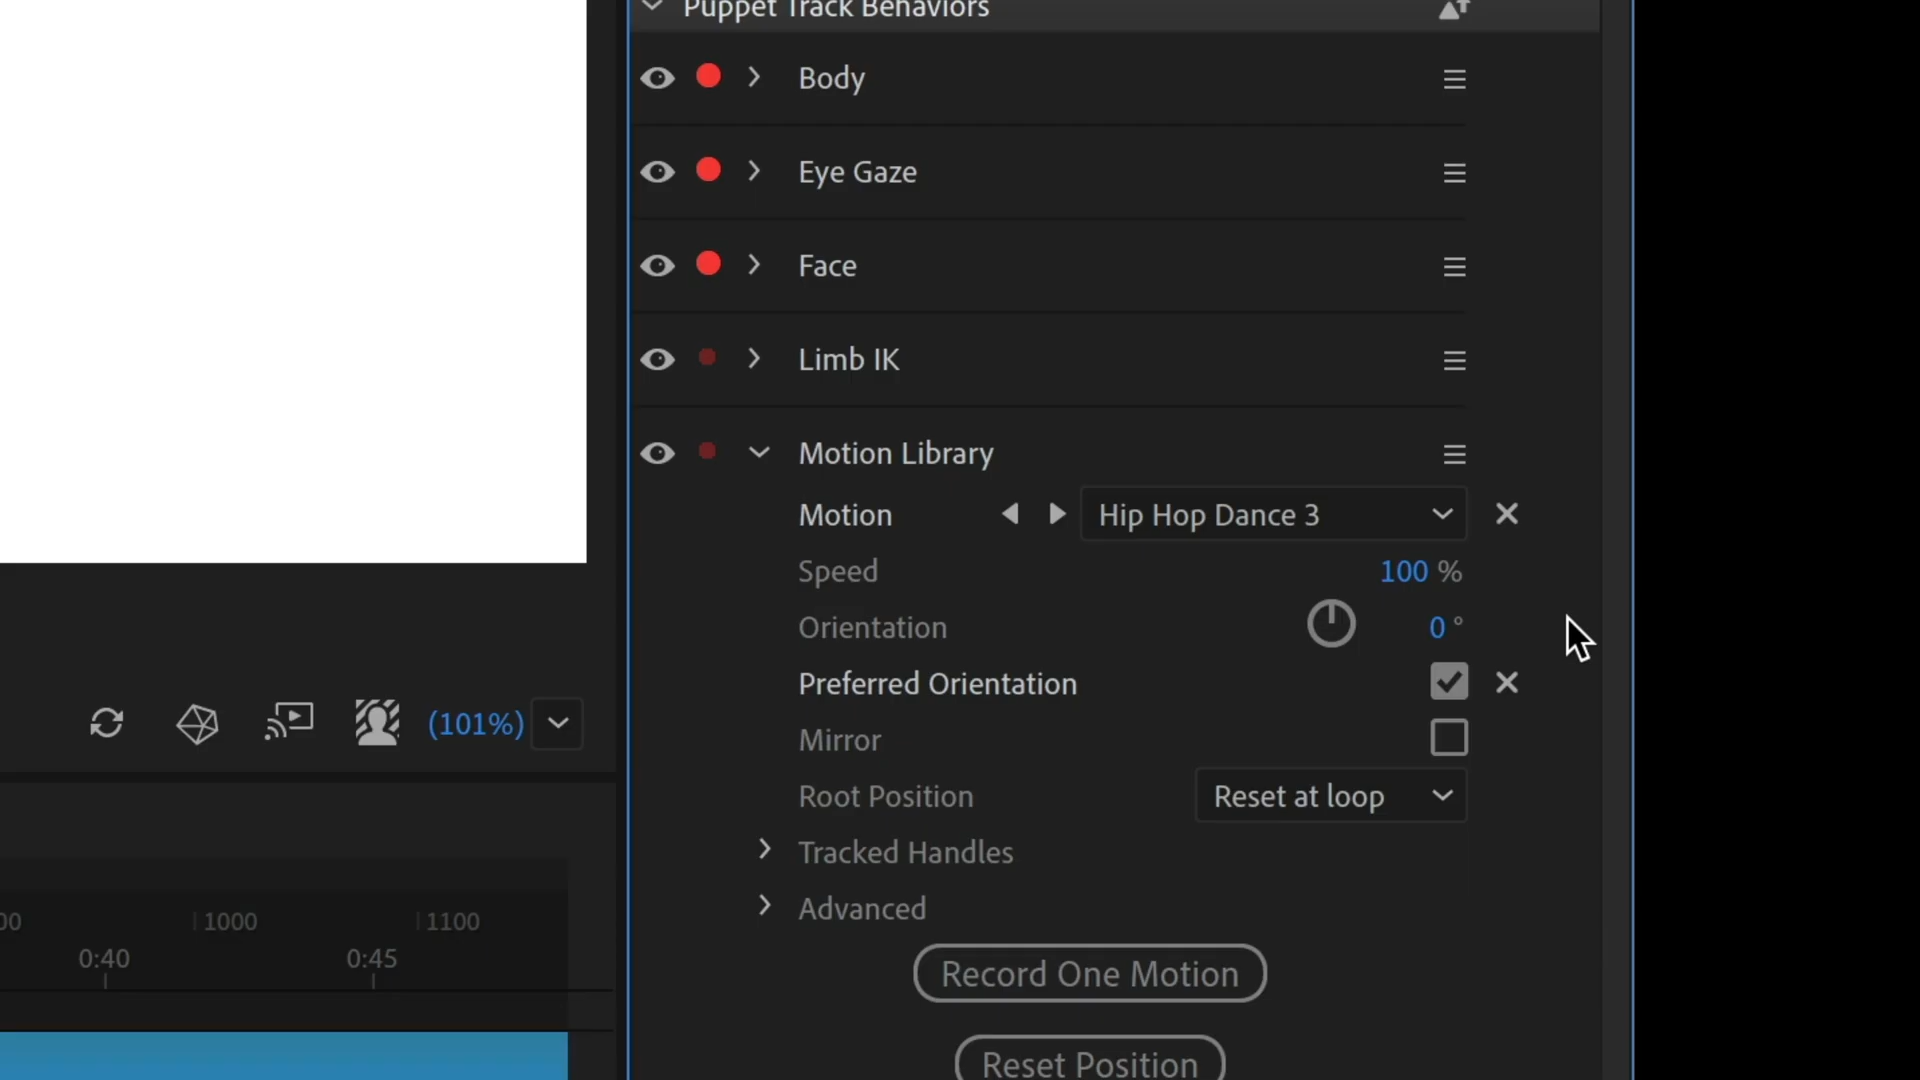 Puppet Track Behaviors
Body
Eye Gaze
Face
Limb IK
Motion Library
Motion Hip Hop Dance 3
Speed 100 %
Orientation 0 °
Preferred Orientation
Mirror
Root Position Reset at loop
Tracked Handles
Advanced
Record One Motion
Reset Position
(101%)
00 1000 1100
0:40 0:45